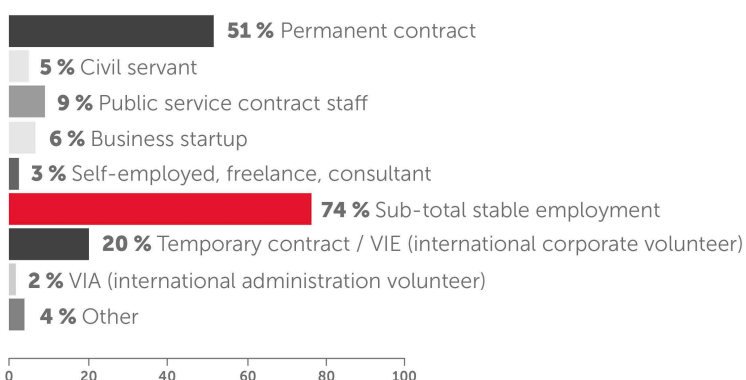 51 % Permanent contract
5 % Civil servant
9 % Public service contract staff
6 % Business startup
3 % Self-employed, freelance, consultant
74 % Sub-total stable employment
20 % Temporary contract / VIE (international corporate volunteer)
2 % VIA (international administration volunteer)
4 % Other
0 20 40 60 80 100